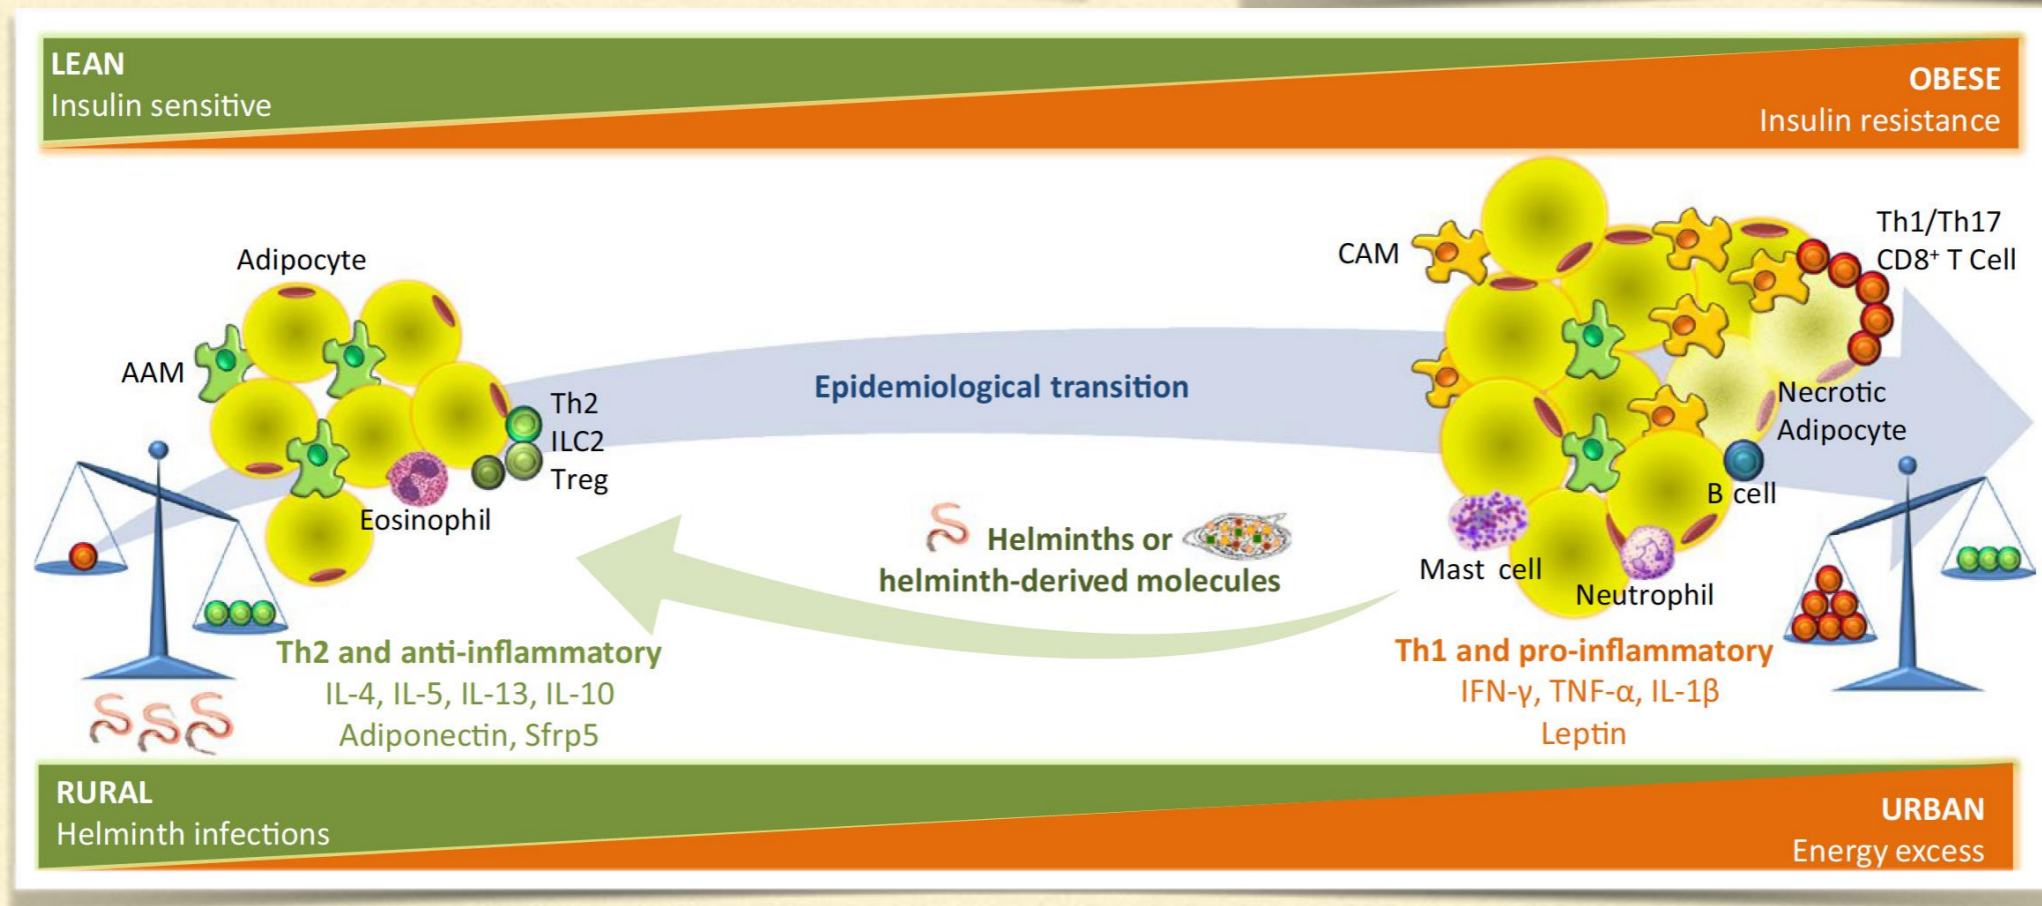 LEAN
Insulin sensitive
OBESE
Insulin resistance
Adipocyte
AAM
Th2
ILC2
Treg
Eosinophil
Epidemiological transition
Helminths or
helminth-derived molecules
CAM
Th1/Th17
CD8⁺ T Cell
Necrotic
Adipocyte
B cell
Mast cell
Neutrophil
Th2 and anti-inflammatory
IL-4, IL-5, IL-13, IL-10
Adiponectin, Sfrp5
Th1 and pro-inflammatory
IFN-γ, TNF-α, IL-1β
Leptin
RURAL
Helminth infections
URBAN
Energy excess